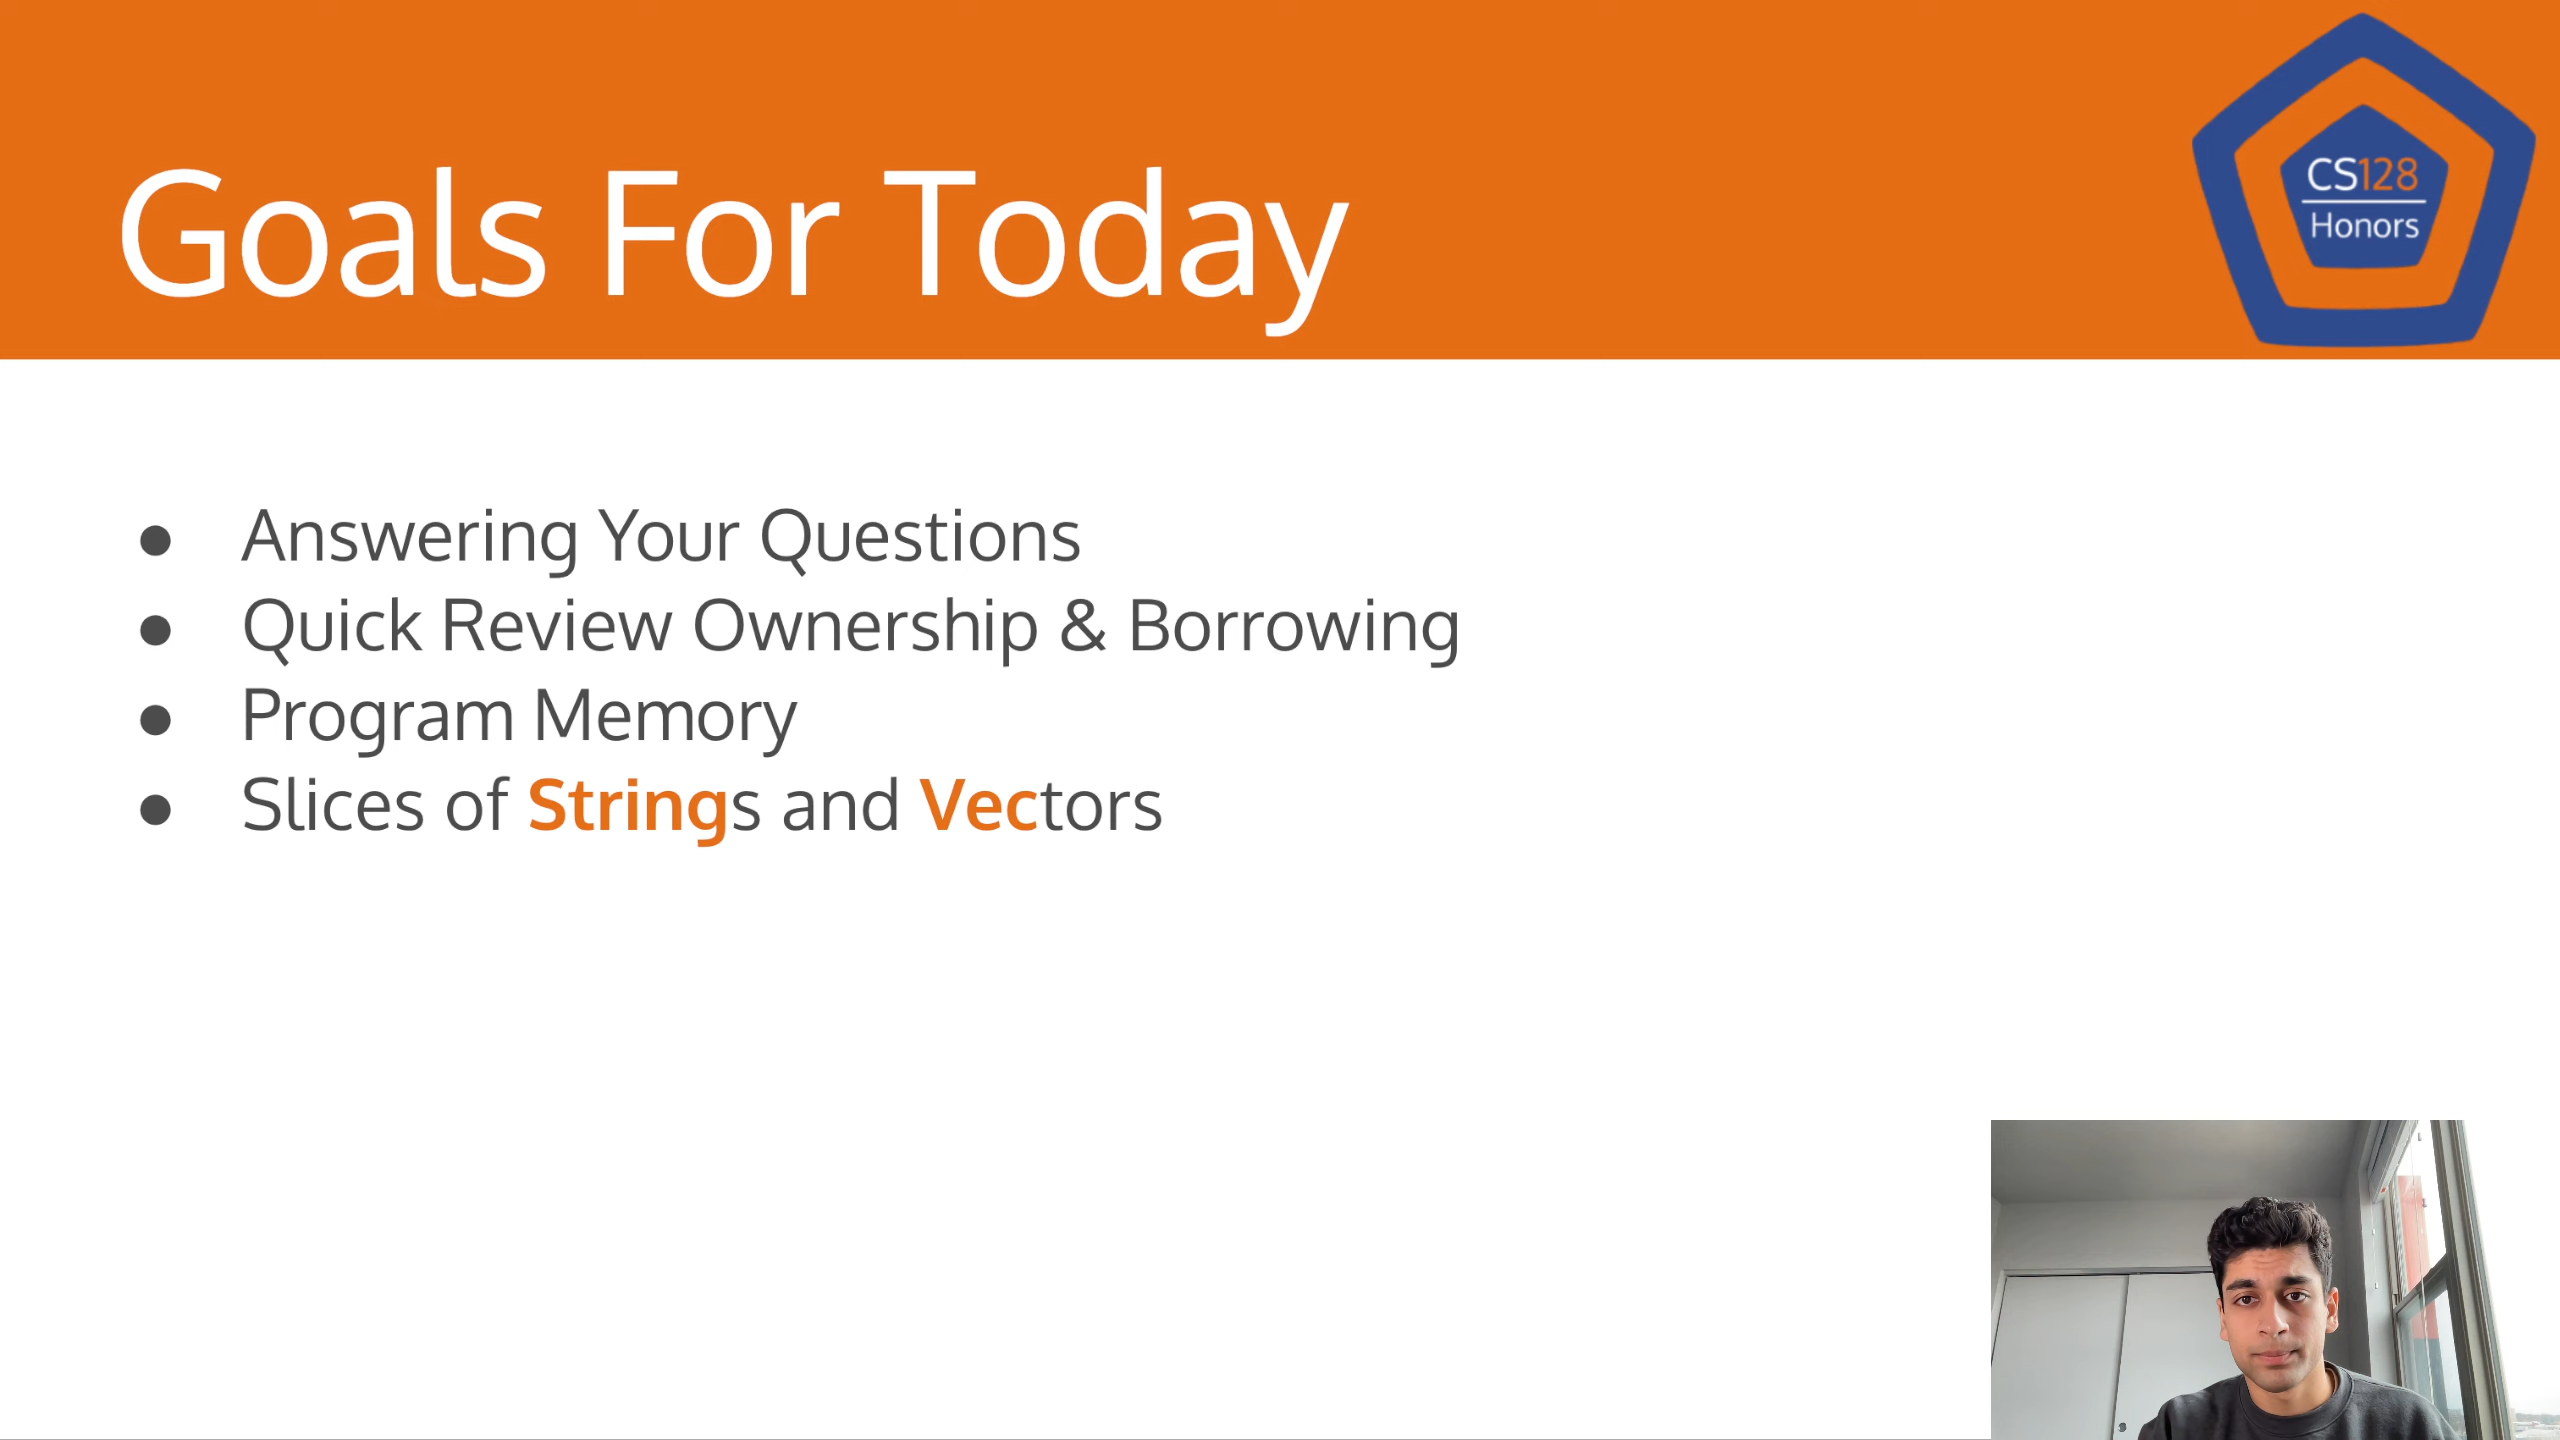 Goals For Today
CS128
Honors
● Answering Your Questions
● Quick Review Ownership & Borrowing
● Program Memory
● Slices of Strings and Vectors